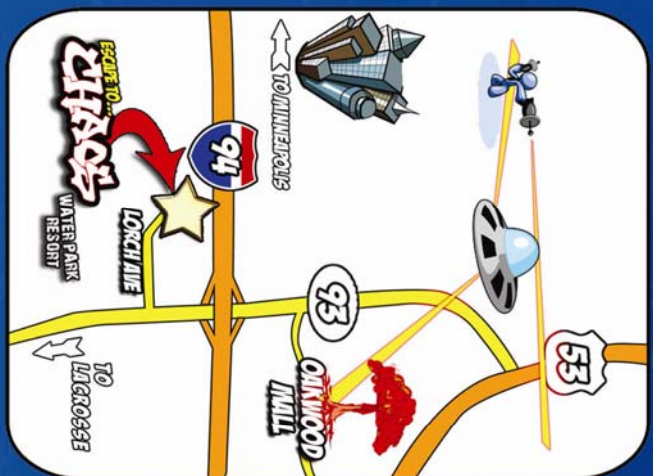 ESCAPE TO...
CHAOS
WATER PARK
RESORT
94
TO MINNEAPOLIS
LORCH AVE
93
53
OAKWOOD
MALL
TO
LACROSSE